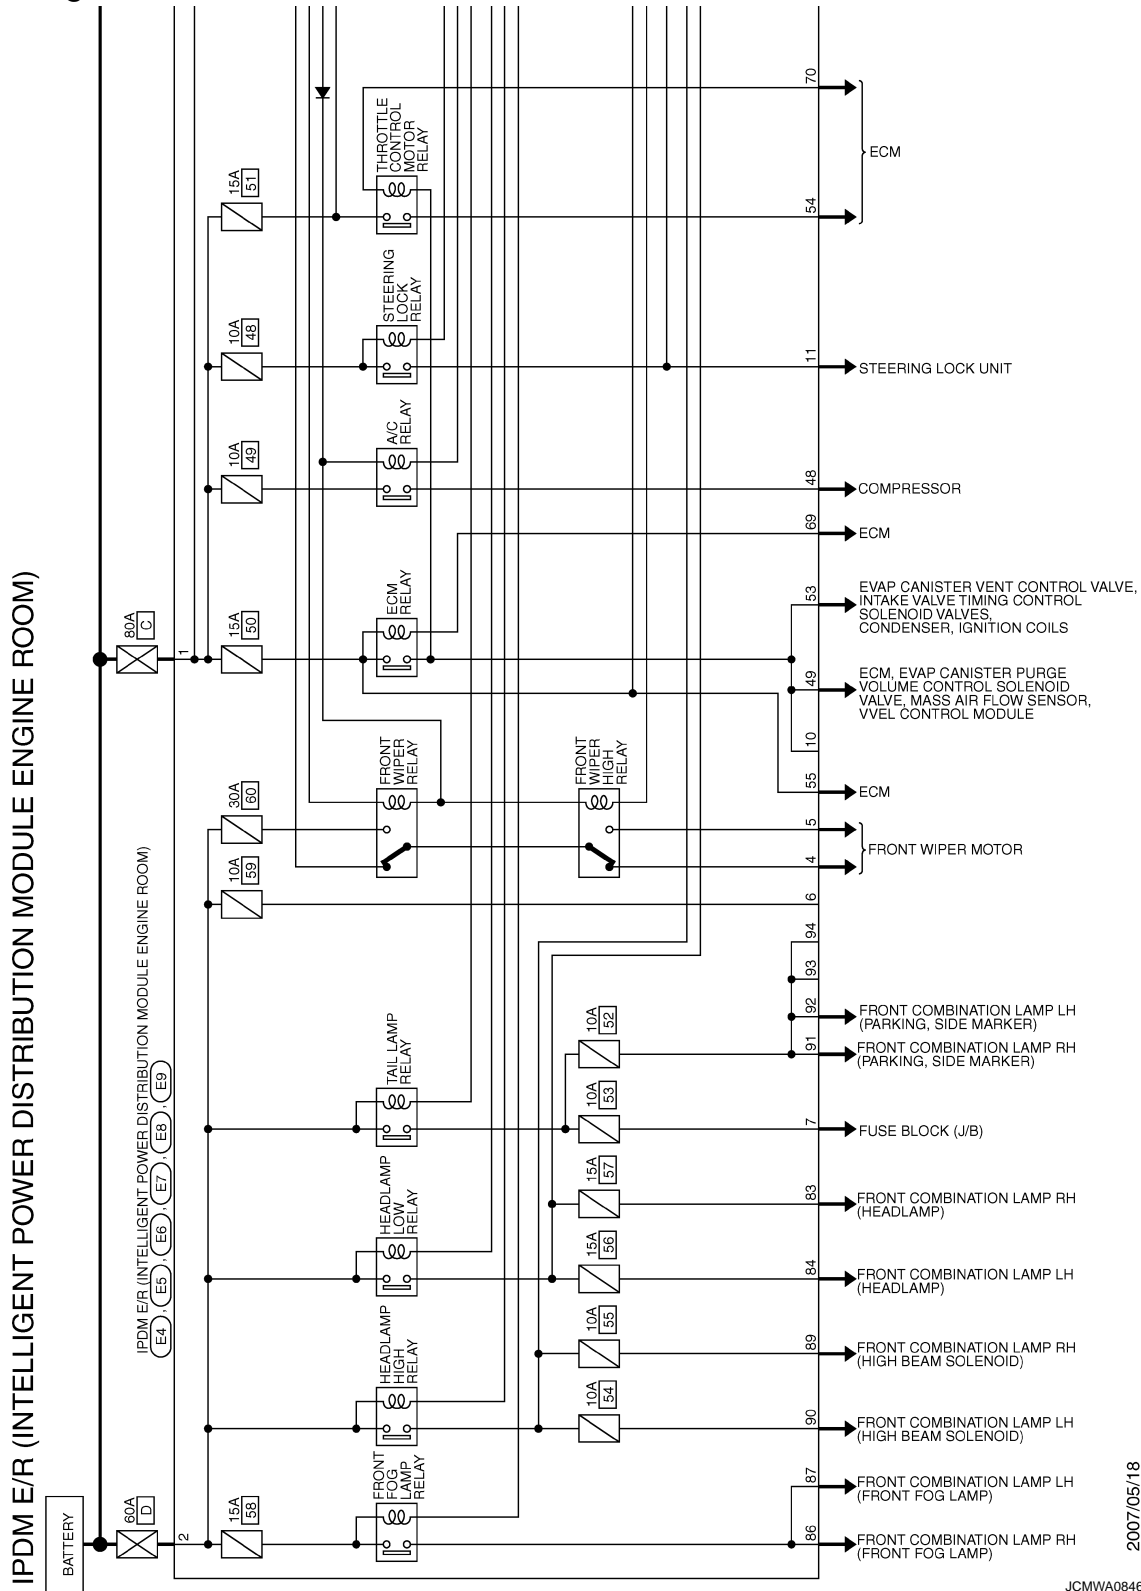 IPDM E/R (INTELLIGENT POWER DISTRIBUTION MODULE ENGINE ROOM)
BATTERY
60A
D
80A
C
2
1
IPDM E/R (INTELLIGENT POWER DISTRIBUTION MODULE ENGINE ROOM)
E4 , E5 , E6 , E7 , E8 , E9
15A
51
THROTTLE
CONTROL
MOTOR
RELAY
70
54
ECM
10A
48
STEERING
LOCK
RELAY
11
STEERING LOCK UNIT
10A
49
A/C
RELAY
48
COMPRESSOR
69
ECM
15A
50
ECM
RELAY
53
EVAP CANISTER VENT CONTROL VALVE,
INTAKE VALVE TIMING CONTROL
SOLENOID VALVES,
CONDENSER, IGNITION COILS
49
ECM, EVAP CANISTER PURGE
VOLUME CONTROL SOLENOID
VALVE, MASS AIR FLOW SENSOR,
VVEL CONTROL MODULE
10
55
ECM
30A
60
FRONT
WIPER
RELAY
FRONT
WIPER
HIGH
RELAY
5
4
FRONT WIPER MOTOR
10A
59
6
94
93
92
FRONT COMBINATION LAMP LH
(PARKING, SIDE MARKER)
91
FRONT COMBINATION LAMP RH
(PARKING, SIDE MARKER)
TAIL LAMP
RELAY
10A
52
10A
53
7
FUSE BLOCK (J/B)
HEADLAMP
LOW
RELAY
15A
57
83
FRONT COMBINATION LAMP RH
(HEADLAMP)
15A
56
84
FRONT COMBINATION LAMP LH
(HEADLAMP)
HEADLAMP
HIGH
RELAY
10A
55
89
FRONT COMBINATION LAMP RH
(HIGH BEAM SOLENOID)
10A
54
90
FRONT COMBINATION LAMP LH
(HIGH BEAM SOLENOID)
15A
58
FRONT
FOG
LAMP
RELAY
87
FRONT COMBINATION LAMP LH
(FRONT FOG LAMP)
86
FRONT COMBINATION LAMP RH
(FRONT FOG LAMP)
2007/05/18
JCMWA0846